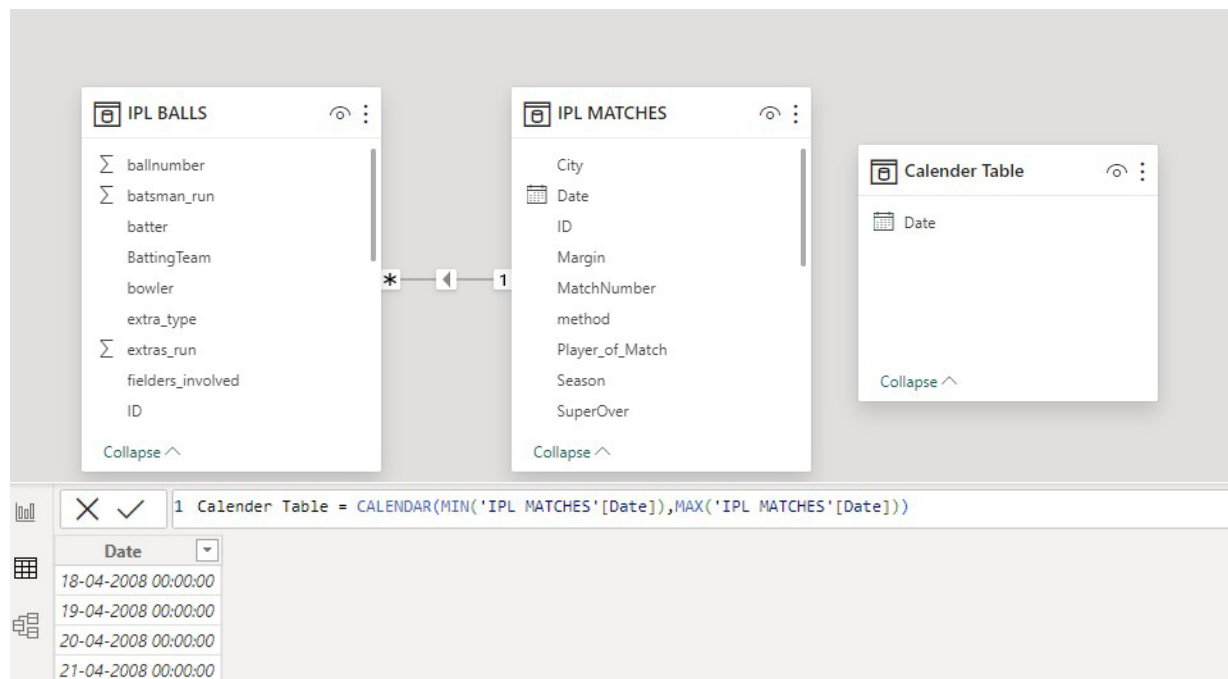 IPL BALLS
ballnumber
batsman_run
batter
BattingTeam
bowler
extra_type
extras_run
fielders_involved
ID
Collapse
* 1
IPL MATCHES
City
Date
ID
Margin
MatchNumber
method
Player_of_Match
Season
SuperOver
Collapse
Calender Table
Date
Collapse
1 Calender Table = CALENDAR(MIN('IPL MATCHES'[Date]),MAX('IPL MATCHES'[Date]))
Date
18-04-2008 00:00:00
19-04-2008 00:00:00
20-04-2008 00:00:00
21-04-2008 00:00:00